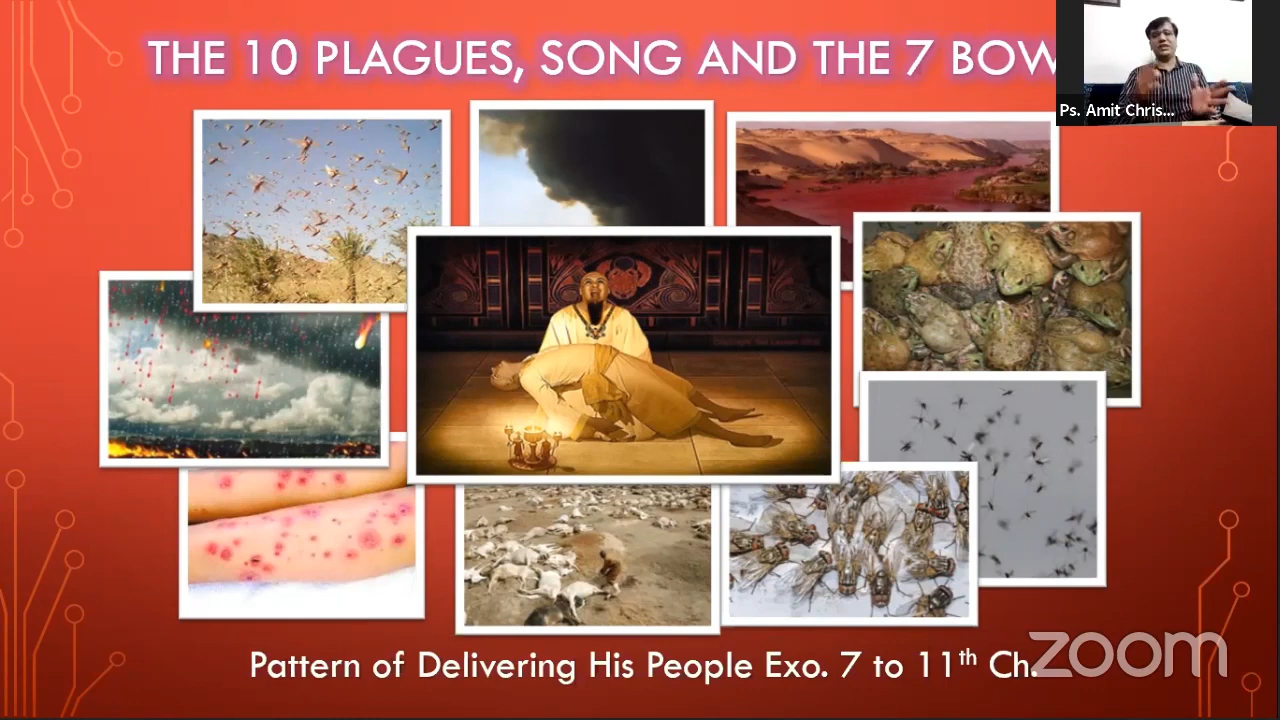 THE 10 PLAGUES, SONG AND THE 7 BOW
Ps. Amit Chris...
Pattern of Delivering His People Exo. 7 to 11th Ch.
zoom